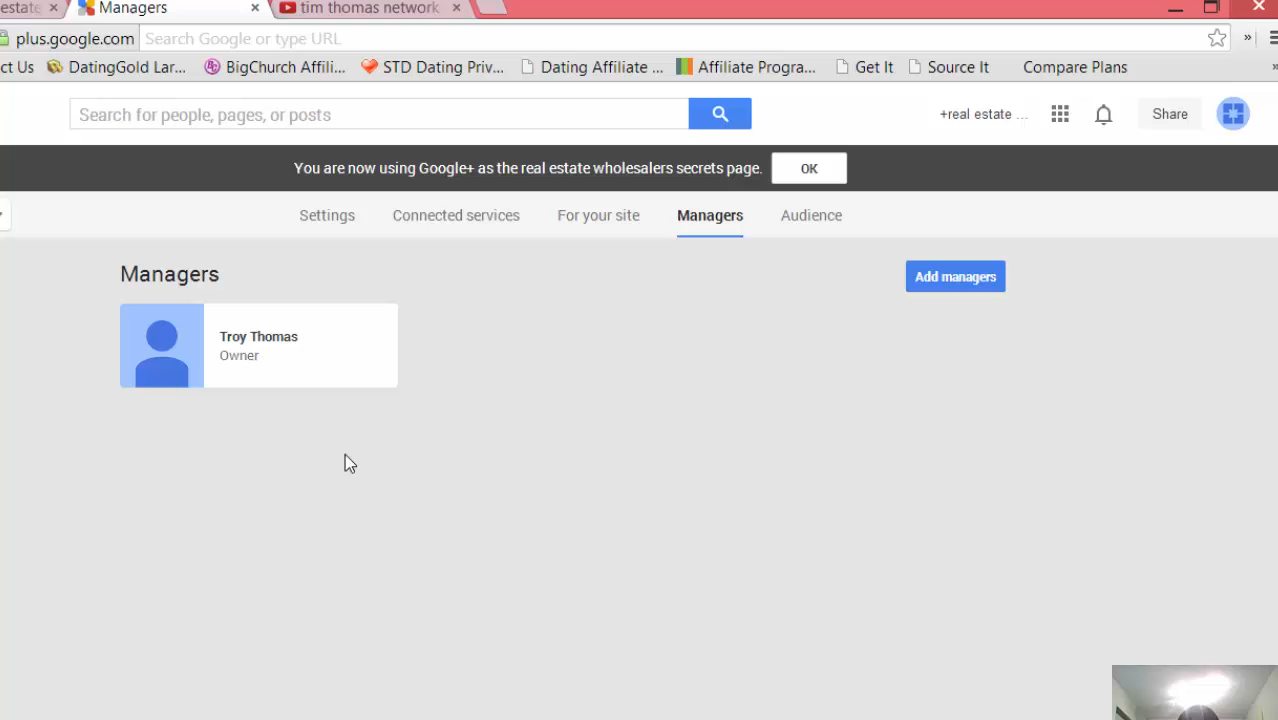 estate Managers tim thomas network
plus.google.com Search Google or type URL
ct Us DatingGold Lar... BigChurch Affili... STD Dating Priv... Dating Affiliate ... Affiliate Progra... Get It Source It Compare Plans
Search for people, pages, or posts +real estate ... Share
You are now using Google+ as the real estate wholesalers secrets page. OK
Settings Connected services For your site Managers Audience
Managers Add managers
Troy Thomas
Owner